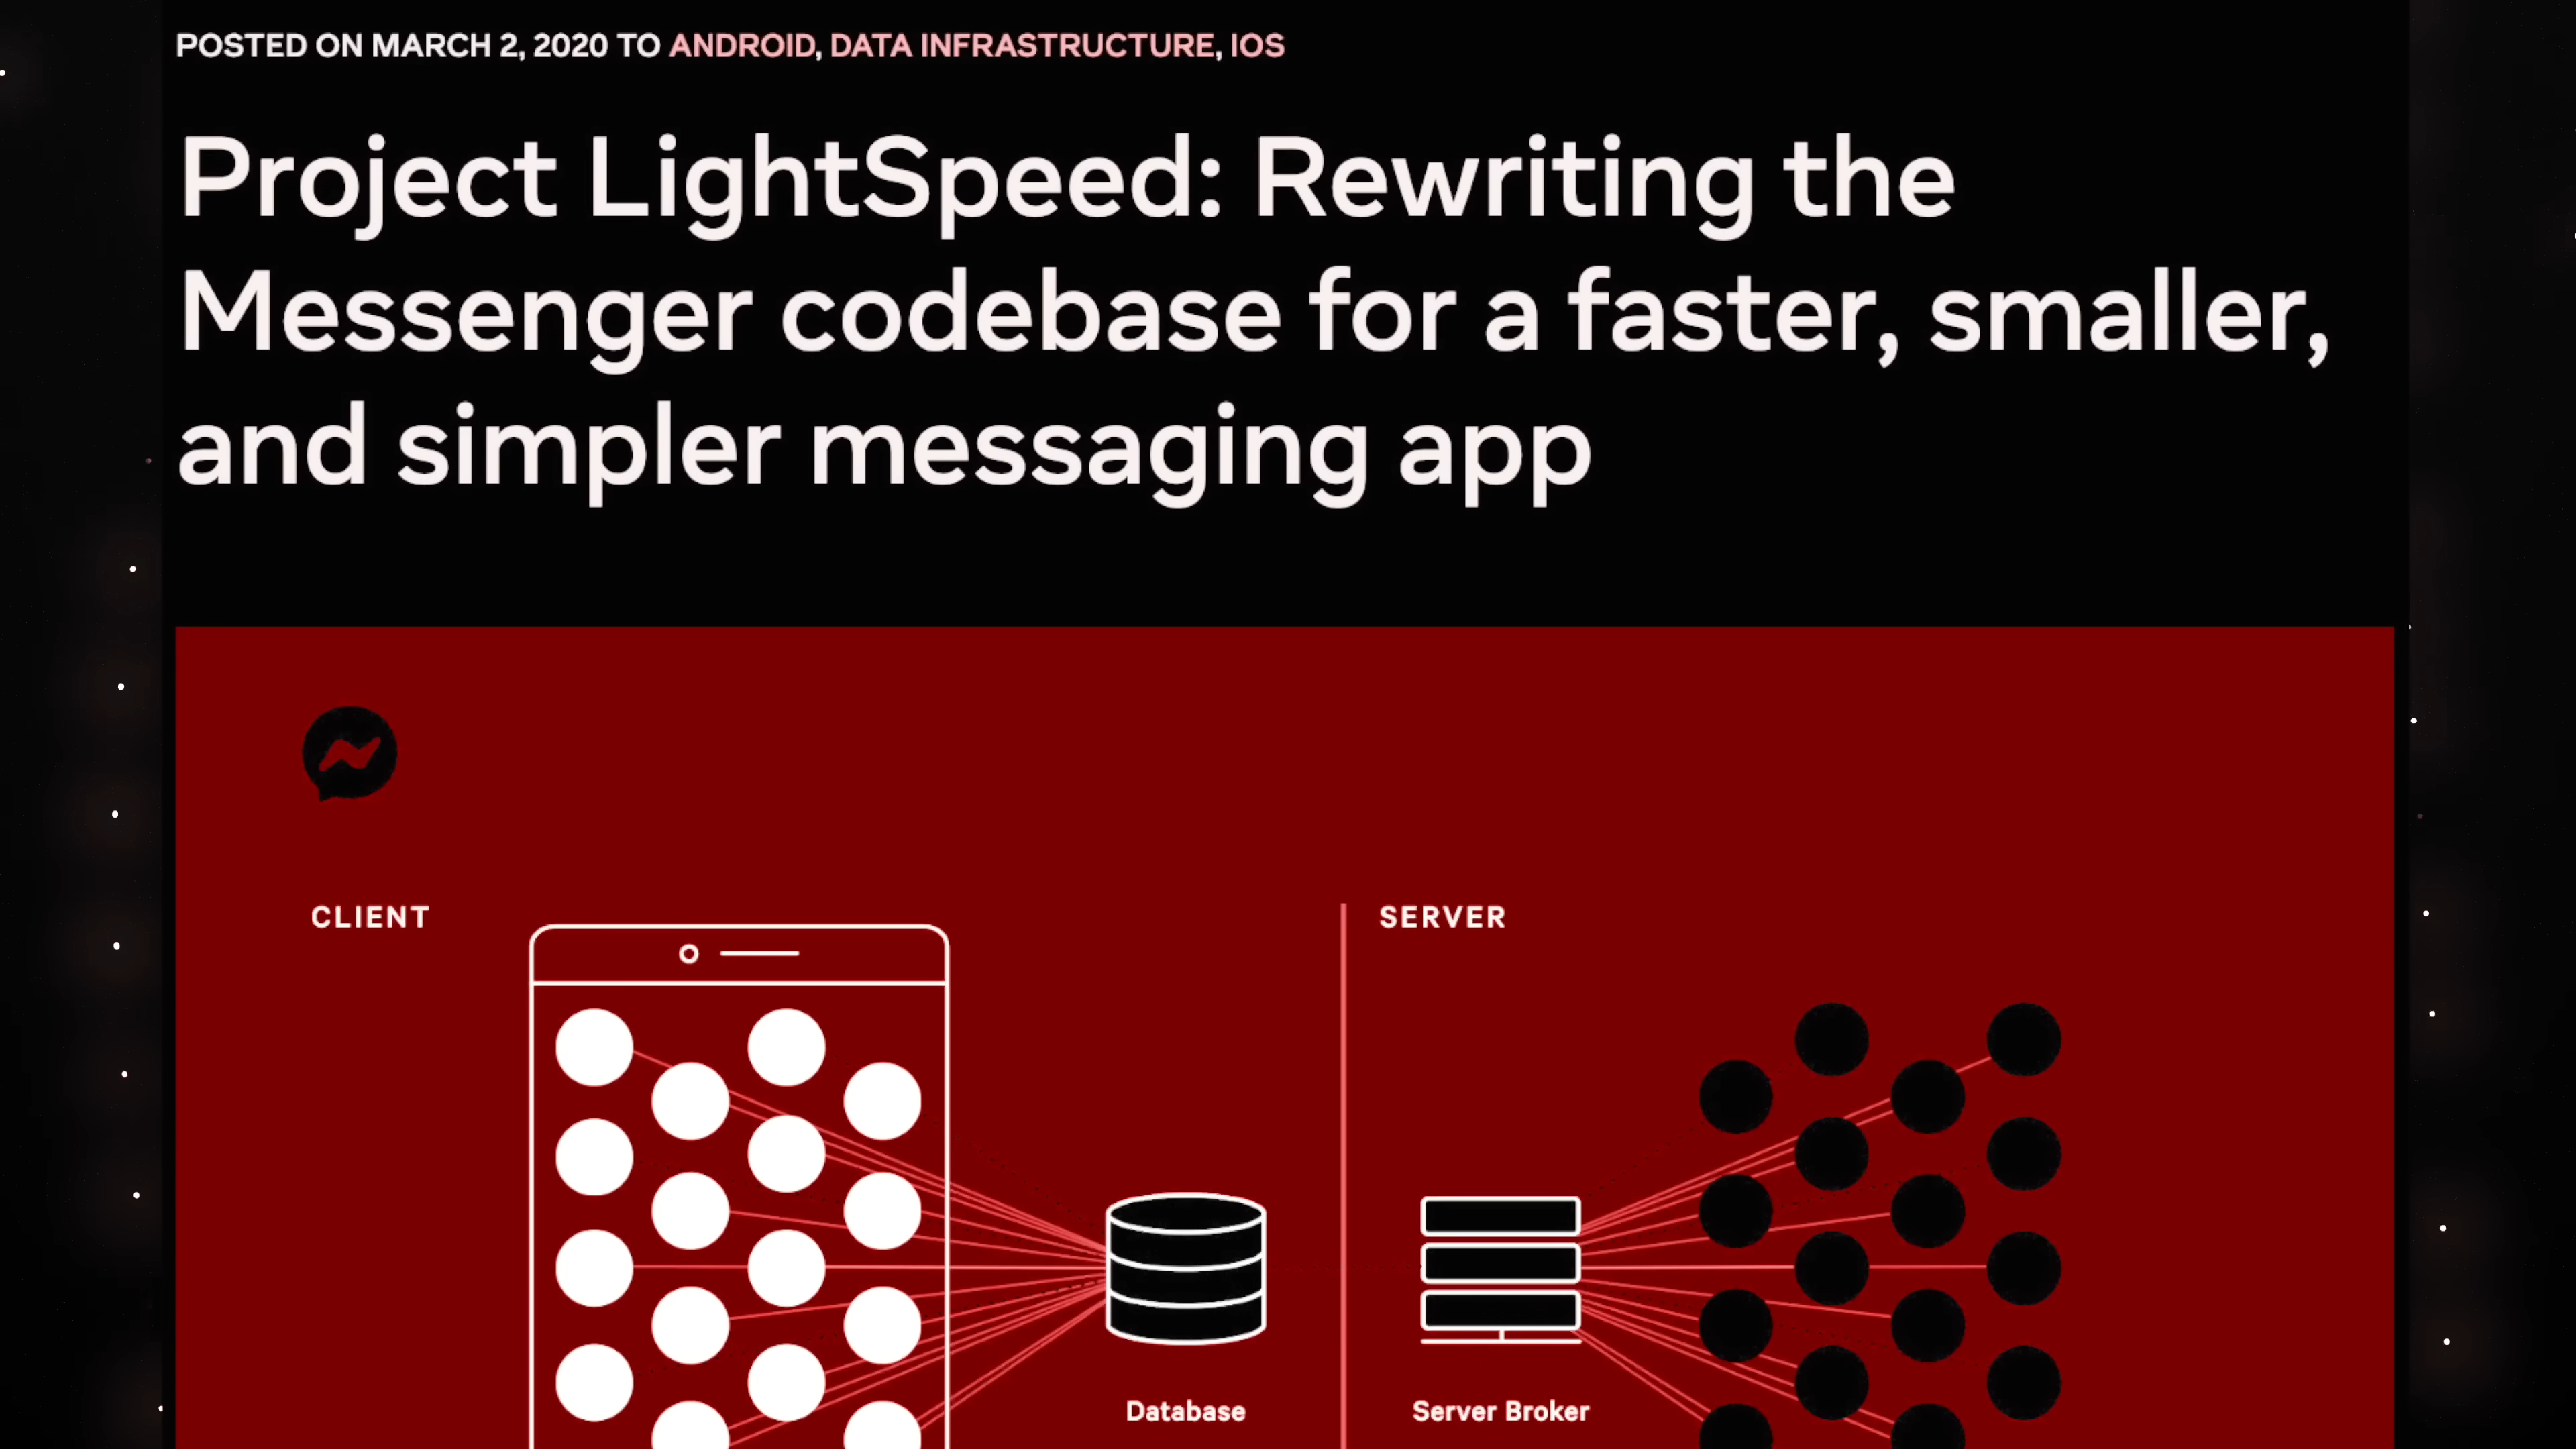 POSTED ON MARCH 2, 2020 TO ANDROID, DATA INFRASTRUCTURE, IOS
Project LightSpeed: Rewriting the
Messenger codebase for a faster, smaller,
and simpler messaging app
CLIENT
SERVER
Database
Server Broker